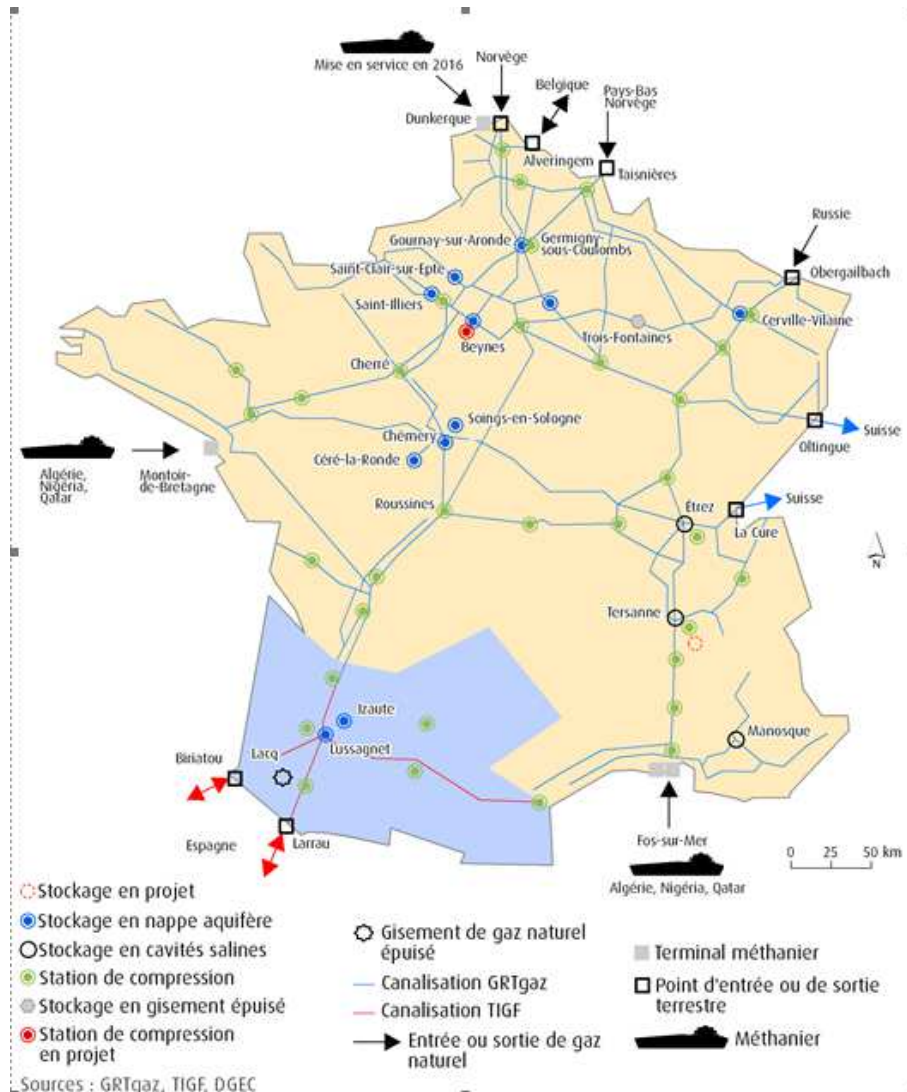 Mise en service en 2016
Norvège
Belgique
Pays-Bas
Norvège
Dunkerque
Alveringem
Taisnières
Russie
Obergailbach
Gournay-sur-Aronde
Germigny-
sous-Coulombs
Saint-Clair-sur-Epte
Saint-Illiers
Beynes
Trois-Fontaines
Cerville-Vilaine
Cherré
Soings-en-Sologne
Chémery
Céré-la-Ronde
Oltingue
Suisse
Algérie,
Nigéria,
Qatar
Montoir-
de-Bretagne
Roussines
Étrez
Suisse
La Cure
N
Tersanne
Izaute
Lussagnet
Lacq
Manosque
Biriatou
Espagne
Larrau
Fos-sur-Mer
Algérie, Nigéria, Qatar
0 25 50 km
Stockage en projet
Stockage en nappe aquifère
Stockage en cavités salines
Station de compression
Stockage en gisement épuisé
Station de compression
en projet
Gisement de gaz naturel
épuisé
Canalisation GRTgaz
Canalisation TIGF
Entrée ou sortie de gaz
naturel
Terminal méthanier
Point d'entrée ou de sortie
terrestre
Méthanier
Sources : GRTgaz, TIGF, DGEC